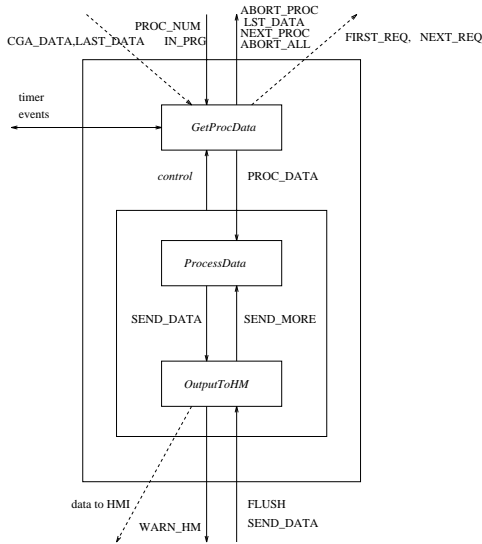 ABORT_PROC
PROC_NUM LST_DATA
NEXT_PROC
CGA_DATA,LAST_DATA IN_PRG ABORT_ALL FIRST_REQ, NEXT_REQ
timer
events
GetProcData
control PROC_DATA
ProcessData
SEND_DATA SEND_MORE
OutputToHM
data to HMI FLUSH
WARN_HM SEND_DATA